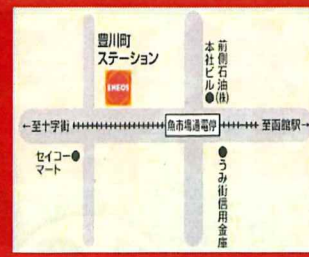 豊川町
ステーション
ENEOS
前側石油(株)
本社ビル
←至十字街
魚市場通電停
至函館駅→
セイコー
マート
うみ街信用金庫